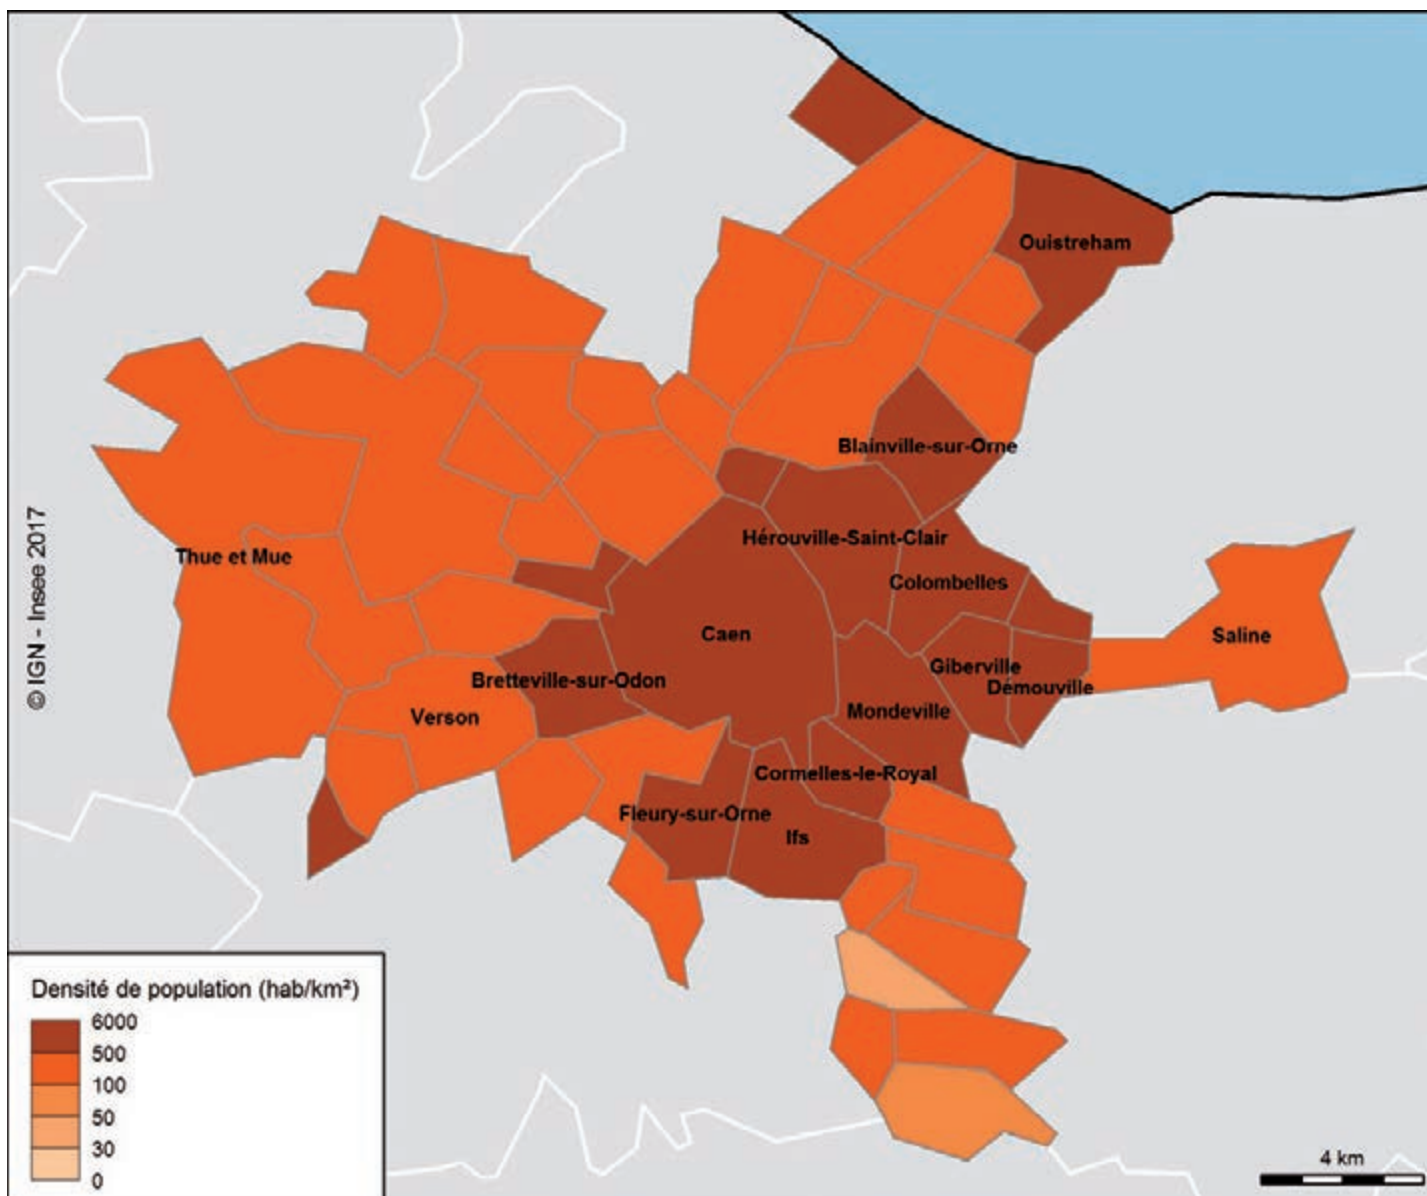 Ouistreham
Blainville-sur-Orne
Hérouville-Saint-Clair
Thue et Mue
Colombelles
Caen
Saline
Giberville
Bretteville-sur-Odon
Démouville
Verson
Mondeville
Cormelles-le-Royal
Fleury-sur-Orne
Ifs
© IGN - Insee 2017
Densité de population (hab/km²)
6000
500
100
50
30
0
4 km